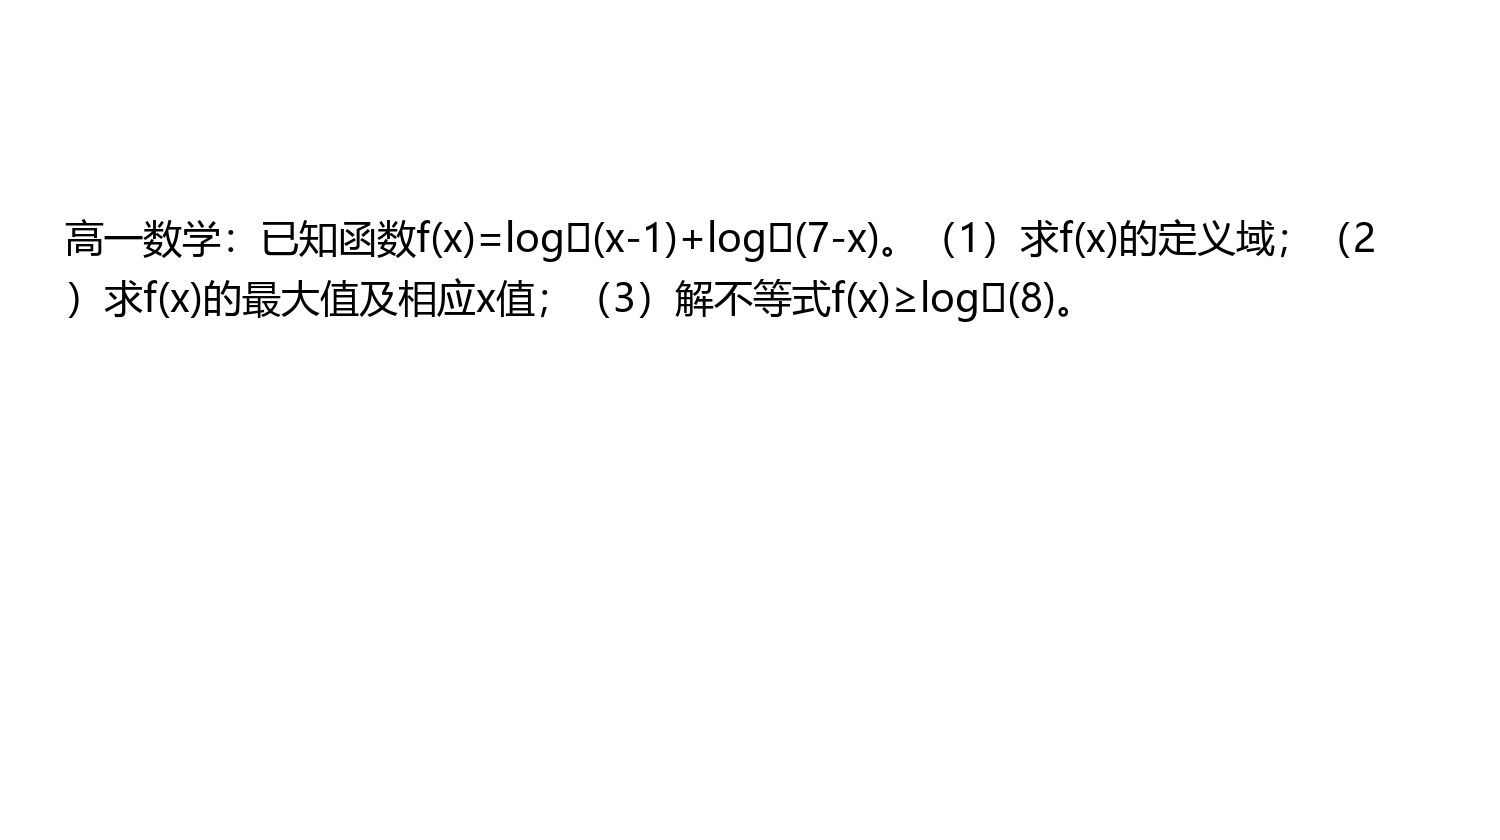 高一数学：已知函数f(x)=log▯(x-1)+log▯(7-x)。（1）求f(x)的定义域；（2
）求f(x)的最大值及相应x值；（3）解不等式f(x)≥log▯(8)。